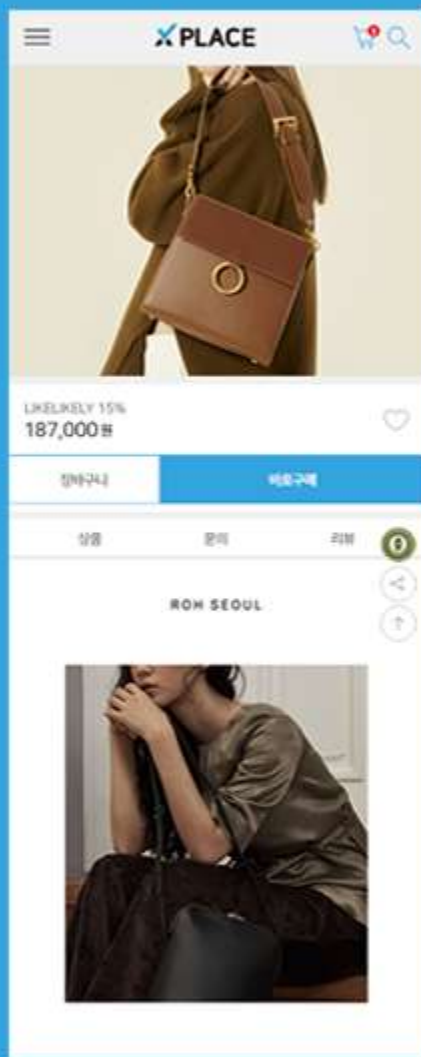 XPLACE
LIKELIKELY 15%
187,000원
장바구니
바로구매
상품
문의
리뷰
ROH SEOUL